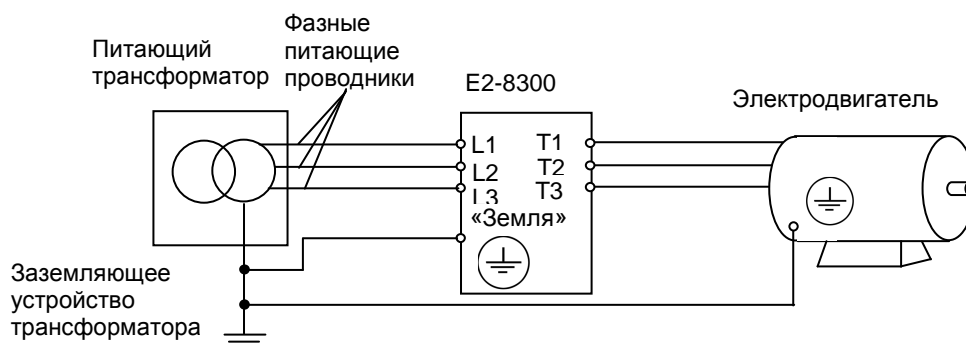 Фазные
питающие
проводники
Питающий
трансформатор
E2-8300
Электродвигатель
L1
L2
L3
T1
T2
T3
«Земля»
Заземляющее
устройство
трансформатора